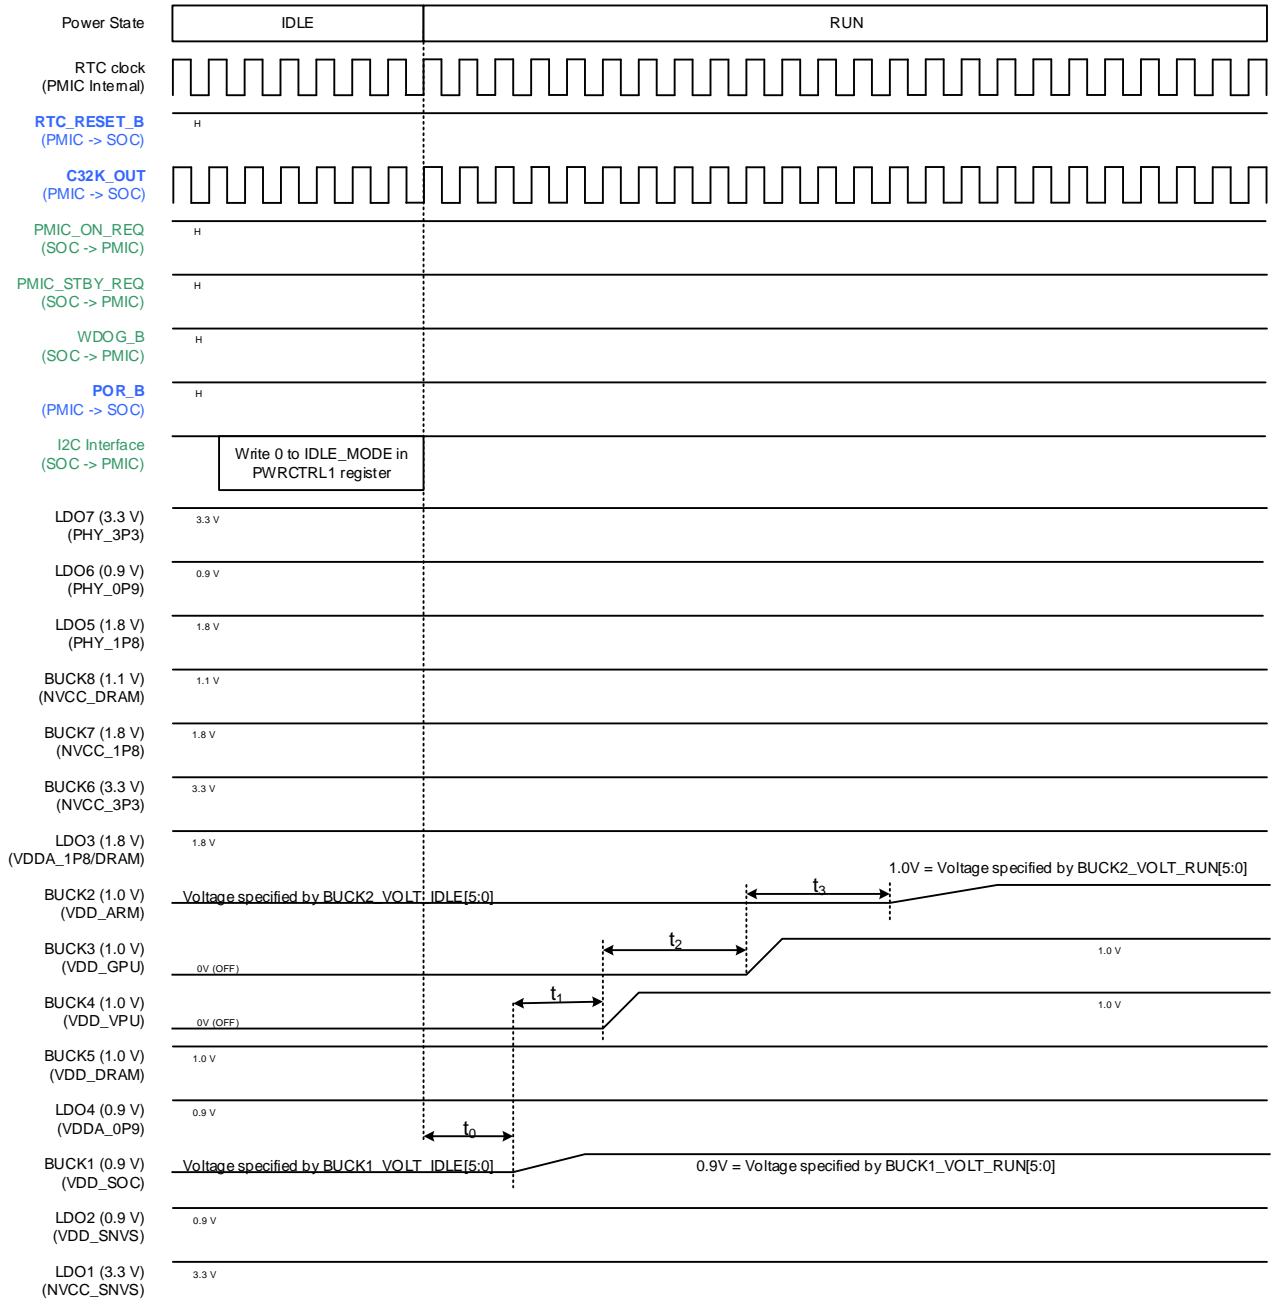 Power State IDLE RUN
RTC clock
(PMIC Internal)
RTC_RESET_B
(PMIC -> SOC)
H
C32K_OUT
(PMIC -> SOC)
PMIC_ON_REQ
(SOC -> PMIC)
H
PMIC_STBY_REQ
(SOC -> PMIC)
H
WDOG_B
(SOC -> PMIC)
H
POR_B
(PMIC -> SOC)
H
I2C Interface
(SOC -> PMIC)
Write 0 to IDLE_MODE in
PWRCTRL1 register
LDO7 (3.3 V)
(PHY_3P3)
3.3 V
LDO6 (0.9 V)
(PHY_0P9)
0.9 V
LDO5 (1.8 V)
(PHY_1P8)
1.8 V
BUCK8 (1.1 V)
(NVCC_DRAM)
1.1 V
BUCK7 (1.8 V)
(NVCC_1P8)
1.8 V
BUCK6 (3.3 V)
(NVCC_3P3)
3.3 V
LDO3 (1.8 V)
(VDDA_1P8/DRAM)
1.8 V
1.0V = Voltage specified by BUCK2_VOLT_RUN[5:0]
BUCK2 (1.0 V)
(VDD_ARM)
Voltage specified by BUCK2_VOLT_IDLE[5:0]
t3
BUCK3 (1.0 V)
(VDD_GPU)
0V (OFF)
t2
1.0 V
BUCK4 (1.0 V)
(VDD_VPU)
0V (OFF)
t1
1.0 V
BUCK5 (1.0 V)
(VDD_DRAM)
1.0 V
LDO4 (0.9 V)
(VDDA_0P9)
0.9 V
t0
BUCK1 (0.9 V)
(VDD_SOC)
Voltage specified by BUCK1_VOLT_IDLE[5:0]
0.9V = Voltage specified by BUCK1_VOLT_RUN[5:0]
LDO2 (0.9 V)
(VDD_SNVS)
0.9 V
LDO1 (3.3 V)
(NVCC_SNVS)
3.3 V